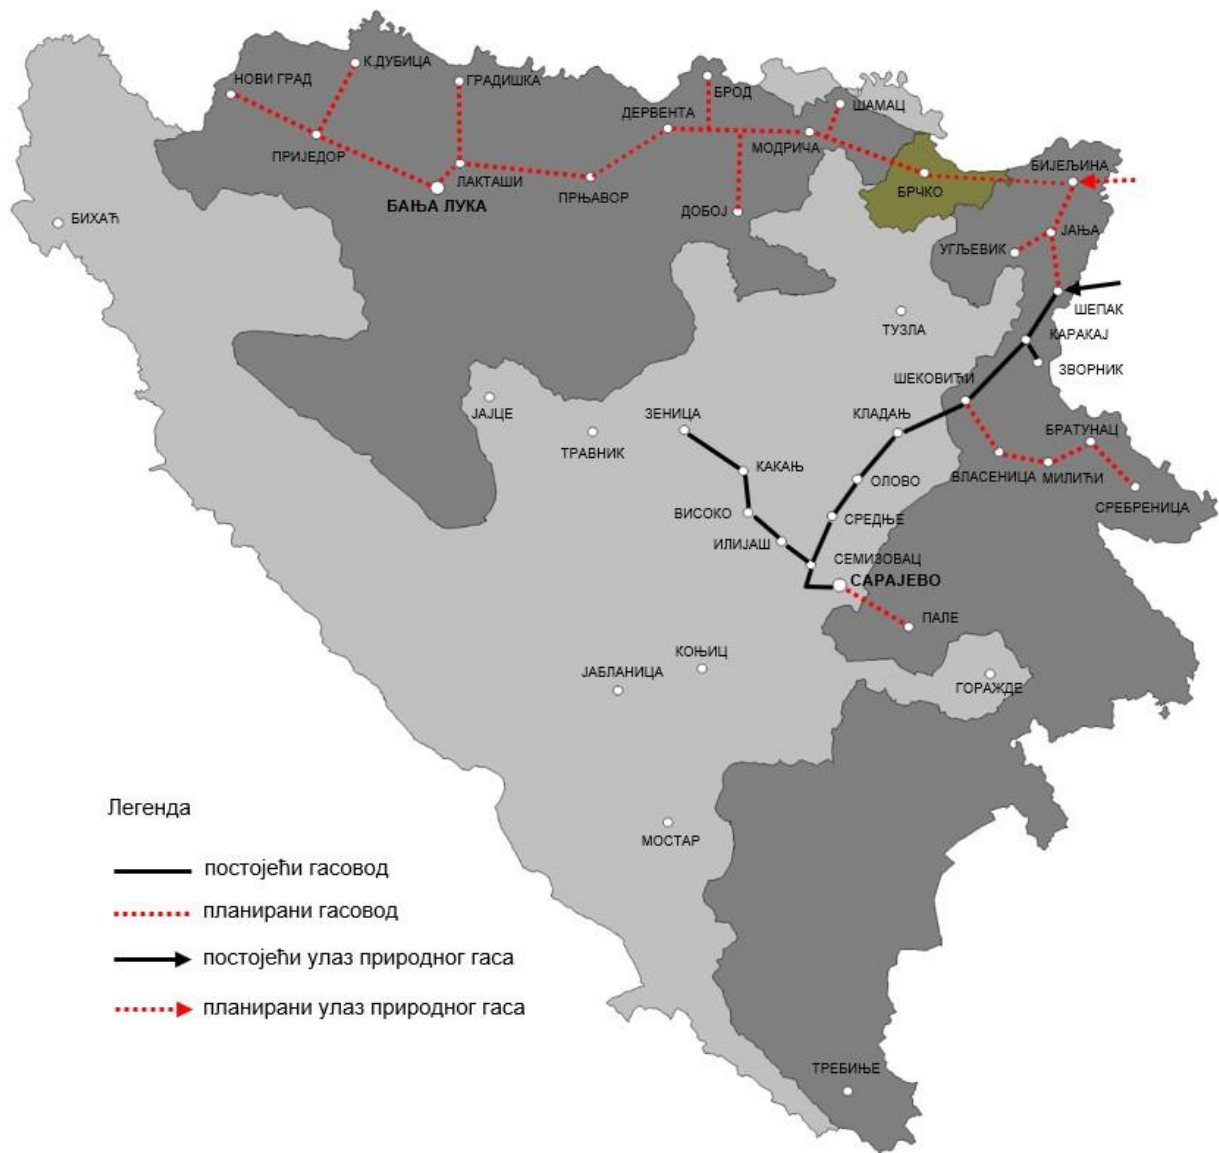 К.ДУБИЦА
НОВИ ГРАД
ГРАДИШКА
БРОД
ШАМАЦ
ДЕРВЕНТА
МОДРИЧА
ПРИЈЕДОР
БИЈЕЉИНА
ЛАКТАШИ
ПРЊАВОР
БРЧКО
БАЊА ЛУКА
ДОБОЈ
БИХАЋ
ЈАЊА
УГЉЕВИК
ШЕПАК
ТУЗЛА
КАРАКАЈ
ЗВОРНИК
ШЕКОВИЋИ
ЈАЈЦЕ
ЗЕНИЦА
КЛАДАЊ
БРАТУНАЦ
ТРАВНИК
КАКАЊ
ОЛОВО
ВЛАСЕНИЦА
МИЛИЋИ
СРЕБРЕНИЦА
ВИСОКО
СРЕДЊЕ
ИЛИЈАШ
СЕМИЗОВАЦ
САРАЈЕВО
ПАЛЕ
КОЊИЦ
ЈАБЛАНИЦА
ГОРАЖДЕ
МОСТАР
ТРЕБИЊЕ
Легенда
постојећи гасовод
планирани гасовод
постојећи улаз природног гаса
планирани улаз природног гаса